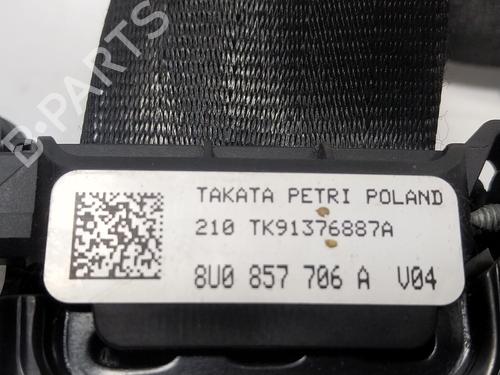 B-PARTS
TAKATA PETRI POLAND
210 TK91376887A
8U0 857 706 A V04